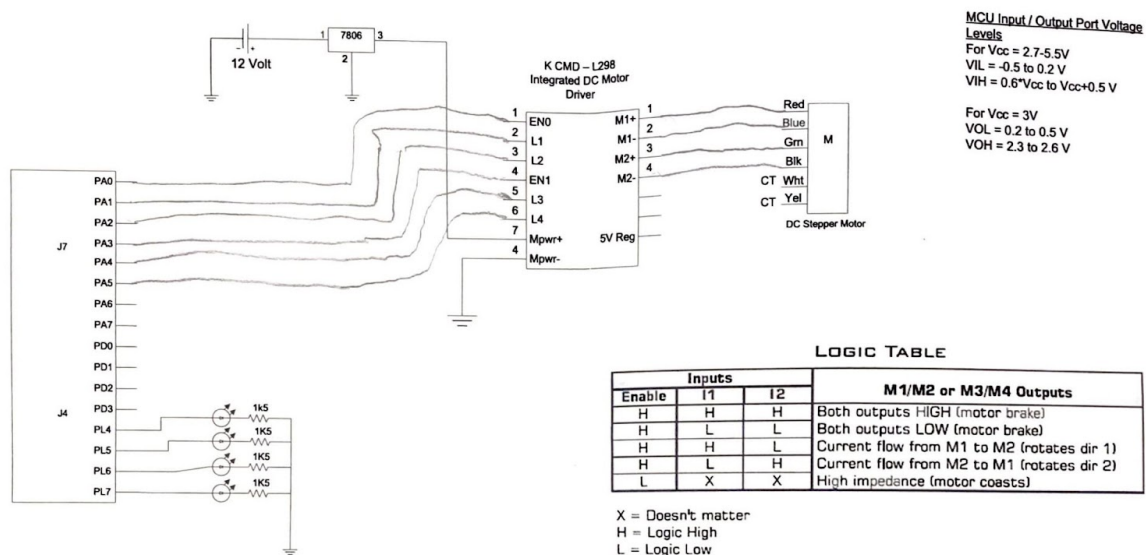 MCU Input / Output Port Voltage
Levels
For Vcc = 2.7-5.5V
VIL = -0.5 to 0.2 V
VIH = 0.6*Vcc to Vcc+0.5 V
For Vcc = 3V
VOL = 0.2 to 0.5 V
VOH = 2.3 to 2.6 V
12 Volt
- +
1 7806 3
2
K CMD – L298
Integrated DC Motor
Driver
1 EN0
2 L1
3 L2
4 EN1
5 L3
6 L4
7 Mpwr+
4 Mpwr-
M1+ 1
M1- 2
M2+ 3
M2- 4
5V Reg
Red
Blue
Grn
Blk
CT Wht
CT Yel
M
DC Stepper Motor
J7
J4
PA0
PA1
PA2
PA3
PA4
PA5
PA6
PA7
PD0
PD1
PD2
PD3
PL4
PL5
PL6
PL7
1k5
1K5
1K5
1K5
LOGIC TABLE
Inputs M1/M2 or M3/M4 Outputs
Enable I1 I2
H H H Both outputs HIGH (motor brake)
H L L Both outputs LOW (motor brake)
H H L Current flow from M1 to M2 (rotates dir 1)
H L H Current flow from M2 to M1 (rotates dir 2)
L X X High impedance (motor coasts)
X = Doesn't matter
H = Logic High
L = Logic Low